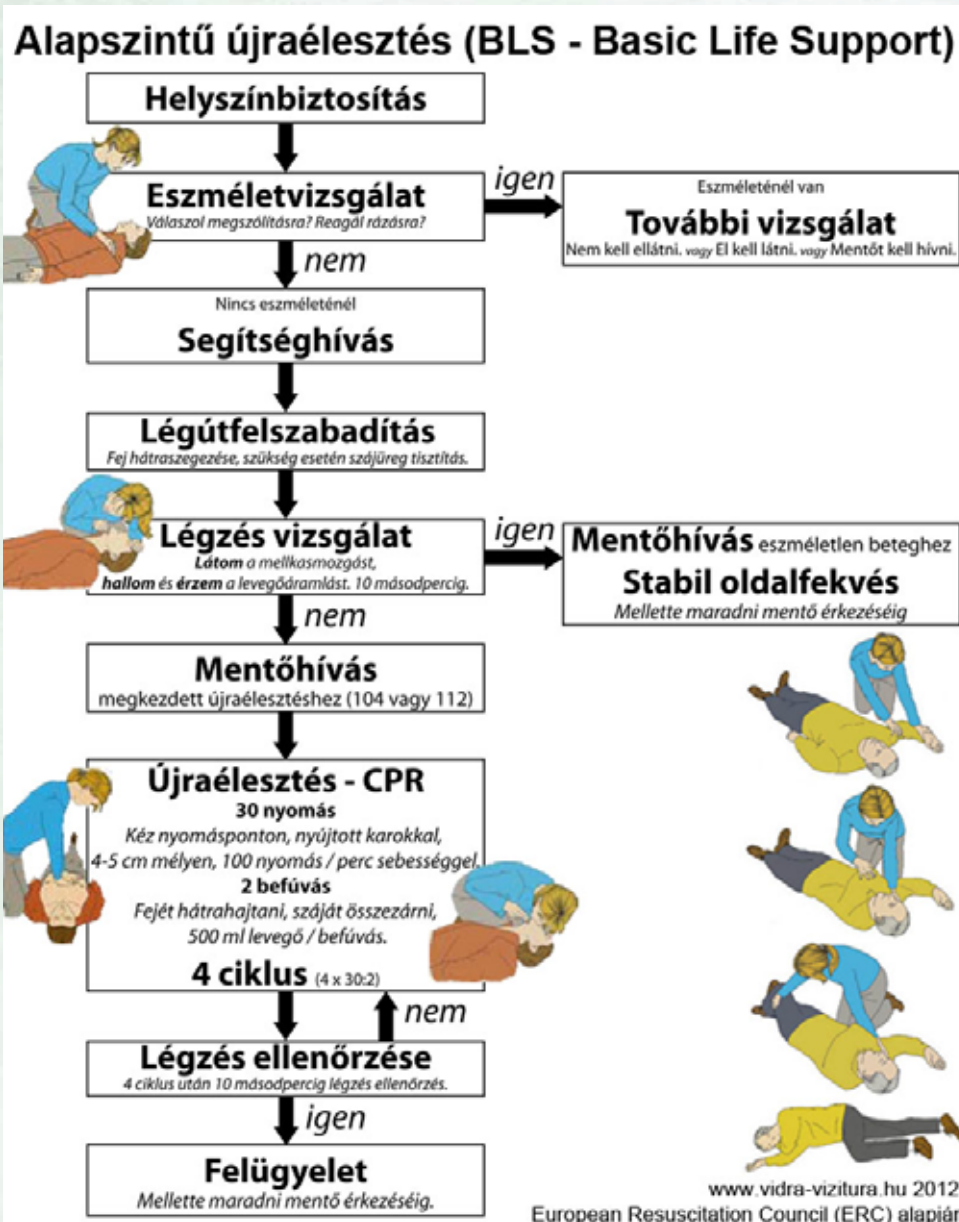 Alapszintű újraélesztés (BLS - Basic Life Support)
Helyszínbiztosítás
Eszméletvizsgálat
Válaszol megszólításra? Reagál rázásra?
igen
Eszméleténél van
További vizsgálat
Nem kell ellátni. vagy El kell látni. vagy Mentőt kell hívni.
nem
Nincs eszméleténél
Segítséghívás
Légútfelszabadítás
Fej hátraszegezése, szükség esetén szájüreg tisztítás.
Légzés vizsgálat
Látom a mellkasmozgást,
hallom és érzem a levegőáramlást. 10 másodpercig.
igen
Mentőhívás eszméletlen beteghez
Stabil oldalfekvés
Mellette maradni mentő érkezéséig
nem
Mentőhívás
megkezdett újraélesztéshez (104 vagy 112)
Újraélesztés - CPR
30 nyomás
Kéz nyomásponton, nyújtott karokkal,
4-5 cm mélyen, 100 nyomás / perc sebességgel.
2 befúvás
Fejét hátrahajtani, száját összezárni,
500 ml levegő / befúvás.
4 ciklus (4 x 30:2)
nem
Légzés ellenőrzése
4 ciklus után 10 másodpercig légzés ellenőrzés.
igen
Felügyelet
Mellette maradni mentő érkezéséig.
www.vidra-vizitura.hu 2012
European Resuscitation Council (ERC) alapján